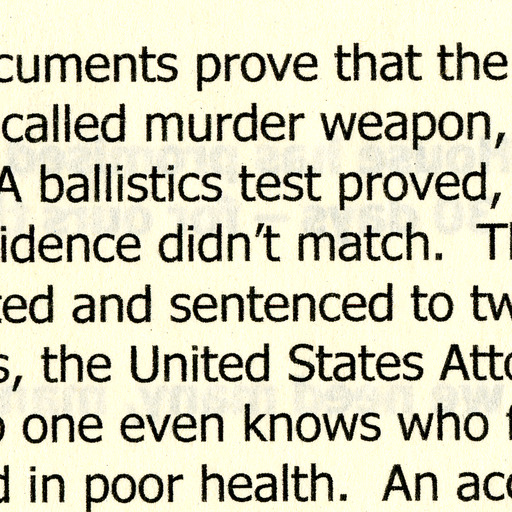 cuments prove that the
called murder weapon,
A ballistics test proved,
idence didn't match. Th
ted and sentenced to tw
s, the United States Atto
o one even knows who f
d in poor health. An acc